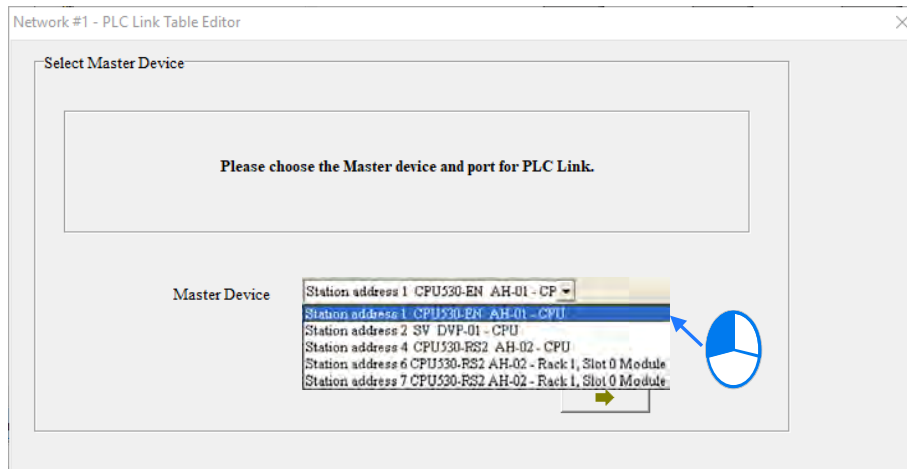 Network #1 - PLC Link Table Editor
Select Master Device
Please choose the Master device and port for PLC Link.
Master Device
Station address 1 CPU530-EN AH-01 - CP
Station address 1 CPU530-EN AH-01 - CPU
Station address 2 SV DVP-01 - CPU
Station address 4 CPU530-RS2 AH-02 - CPU
Station address 6 CPU530-RS2 AH-02 - Rack 1, Slot 0 Module
Station address 7 CPU530-RS2 AH-02 - Rack 1, Slot 0 Module